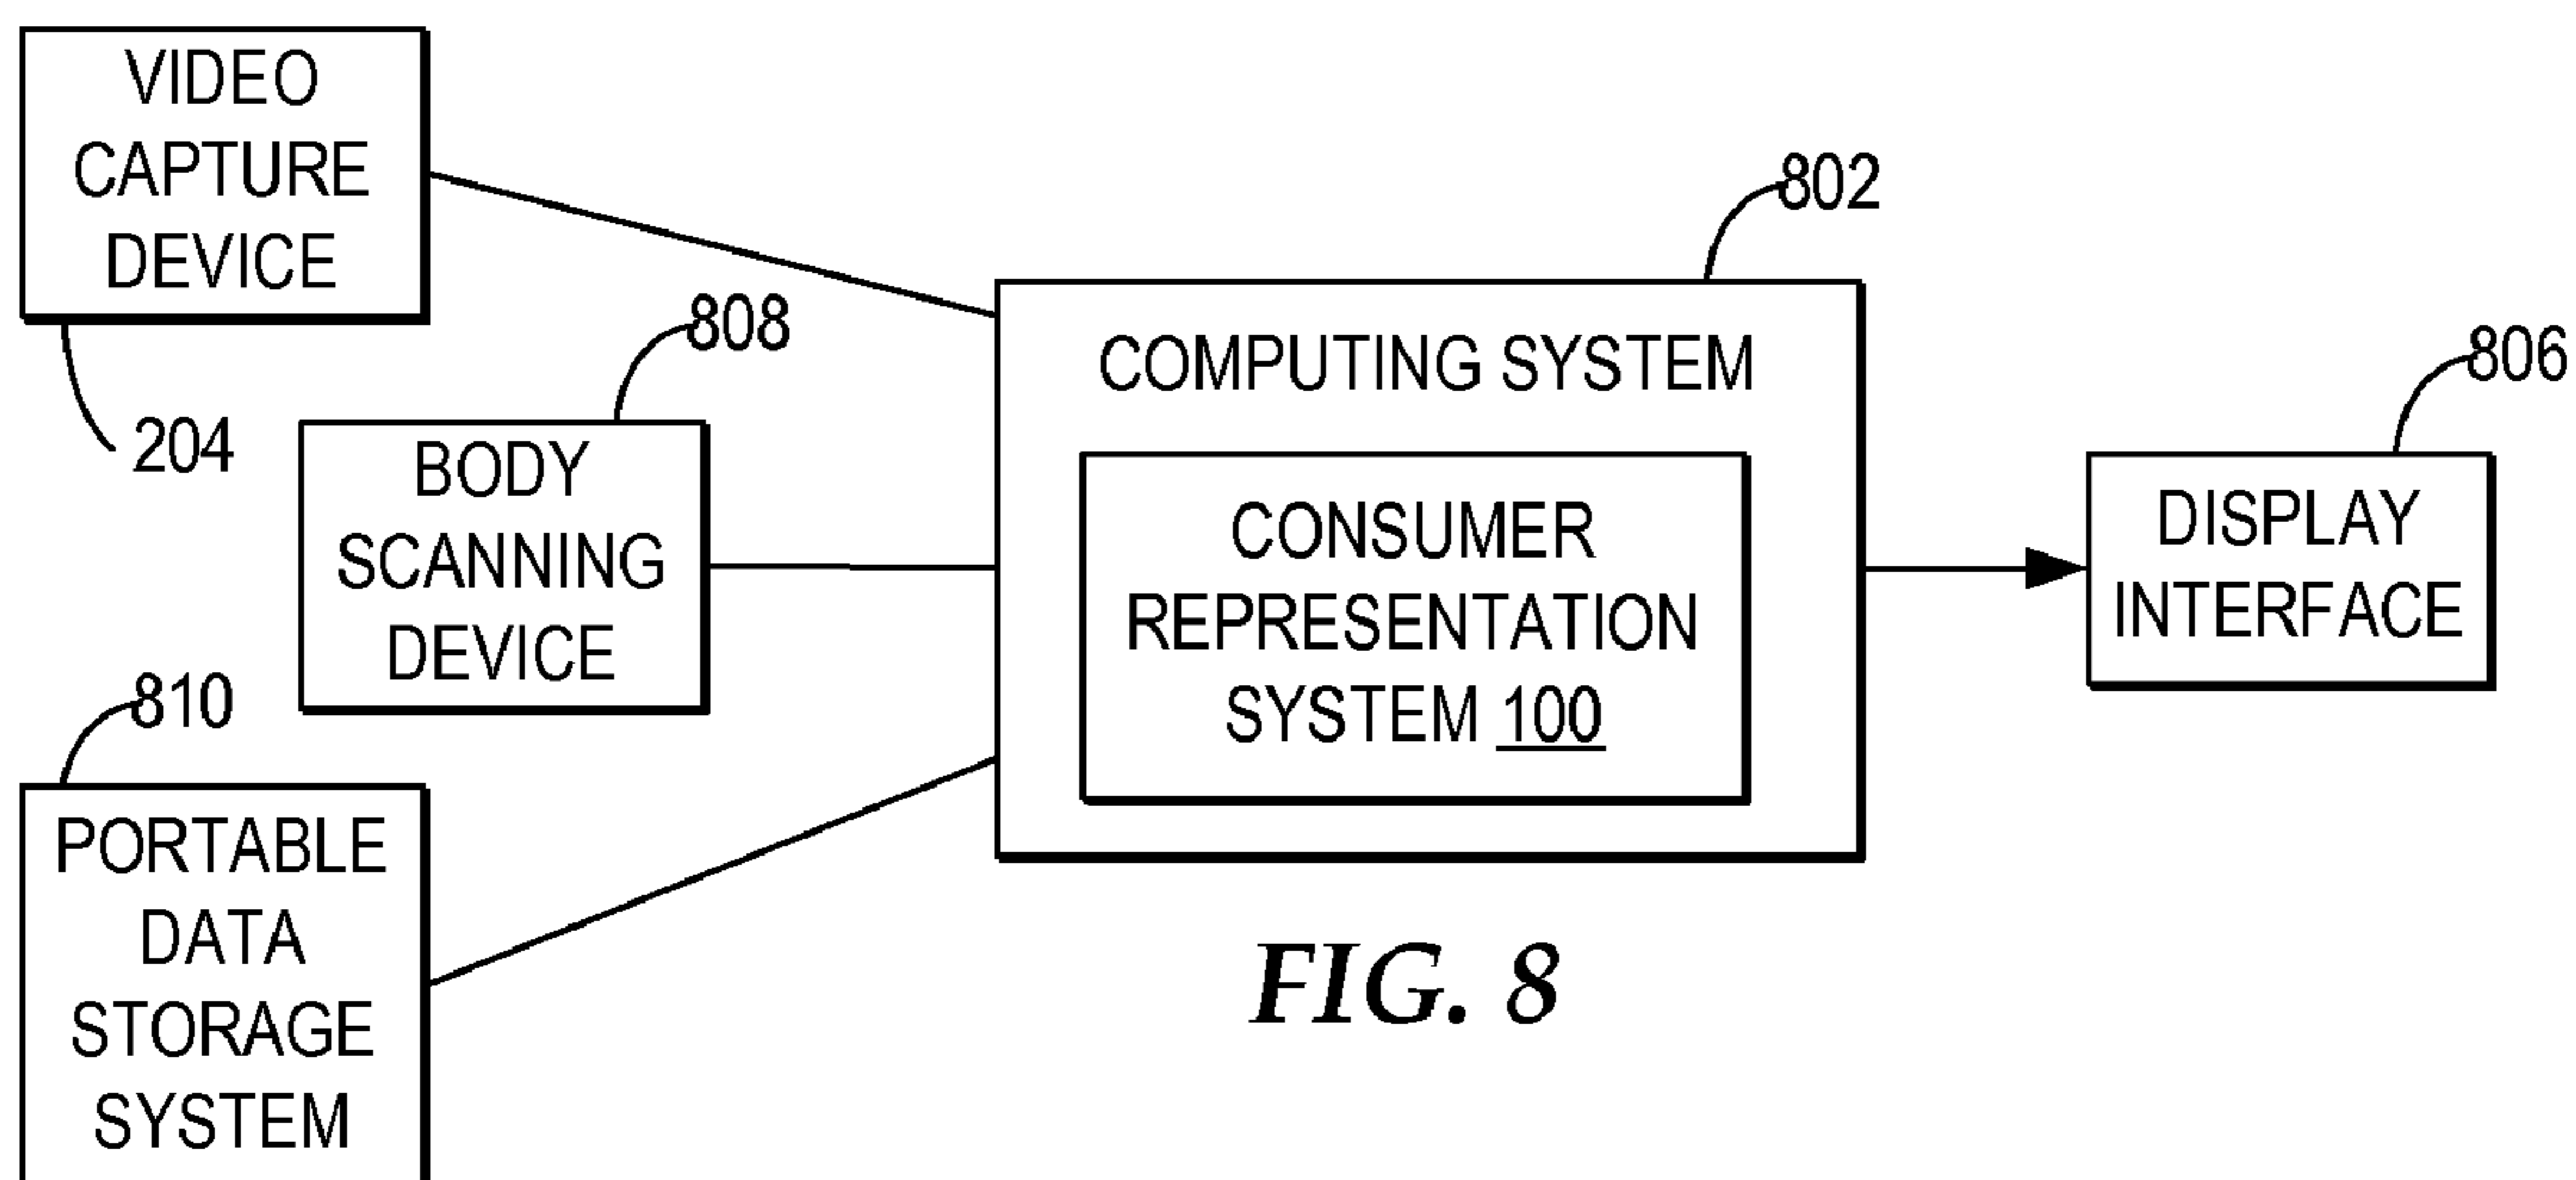 VIDEO
CAPTURE
DEVICE
204
808
BODY
SCANNING
DEVICE
810
PORTABLE
DATA
STORAGE
SYSTEM
802
COMPUTING SYSTEM
CONSUMER
REPRESENTATION
SYSTEM 100
806
DISPLAY
INTERFACE
FIG. 8